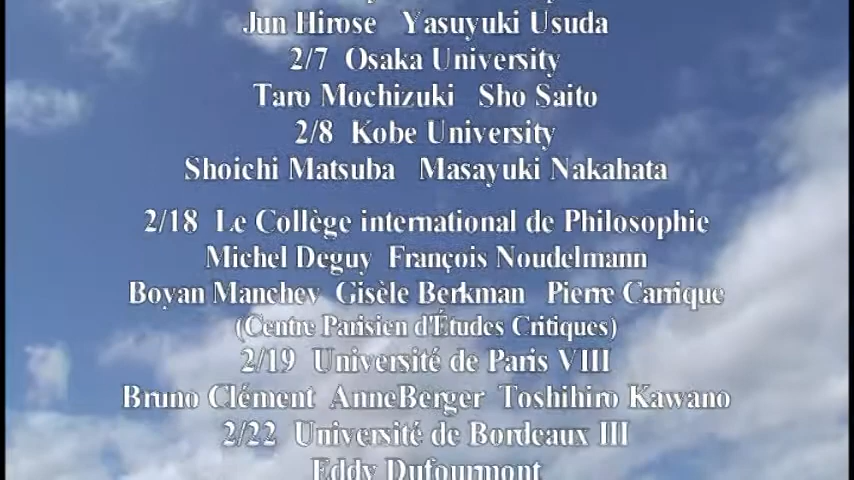 Jun Hirose Yasuyuki Usuda
2/7 Osaka University
Taro Mochizuki Sho Saito
2/8 Kobe University
Shoichi Matsuba Masayuki Nakahata
2/18 Le Collège international de Philosophie
Michel Deguy François Noudelmann
Boyan Manchev Gisèle Berkman Pierre Carrique
(Centre Parisien d'Études Critiques)
2/19 Université de Paris VIII
Bruno Clément AnneBerger Toshihiro Kawano
2/22 Université de Bordeaux III
Eddy Dufourmont